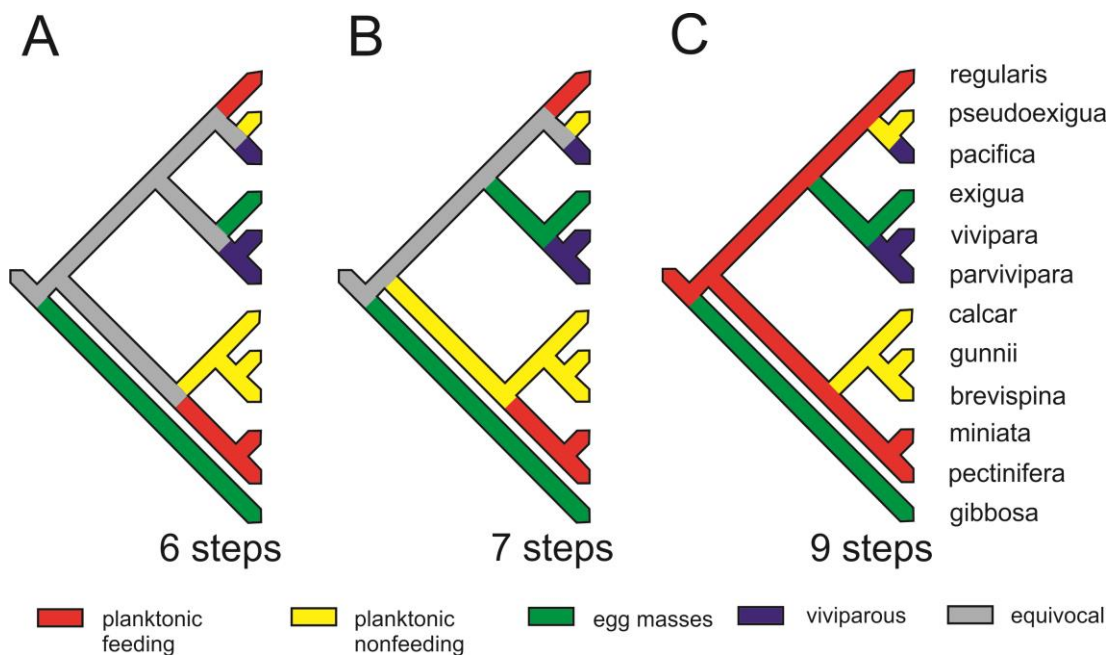 A B C
regularis
pseudoexigua
pacifica
exigua
vivipara
parvivipara
calcar
gunnii
brevispina
miniata
pectinifera
gibbosa
6 steps 7 steps 9 steps
planktonic feeding
planktonic nonfeeding
egg masses
viviparous
equivocal